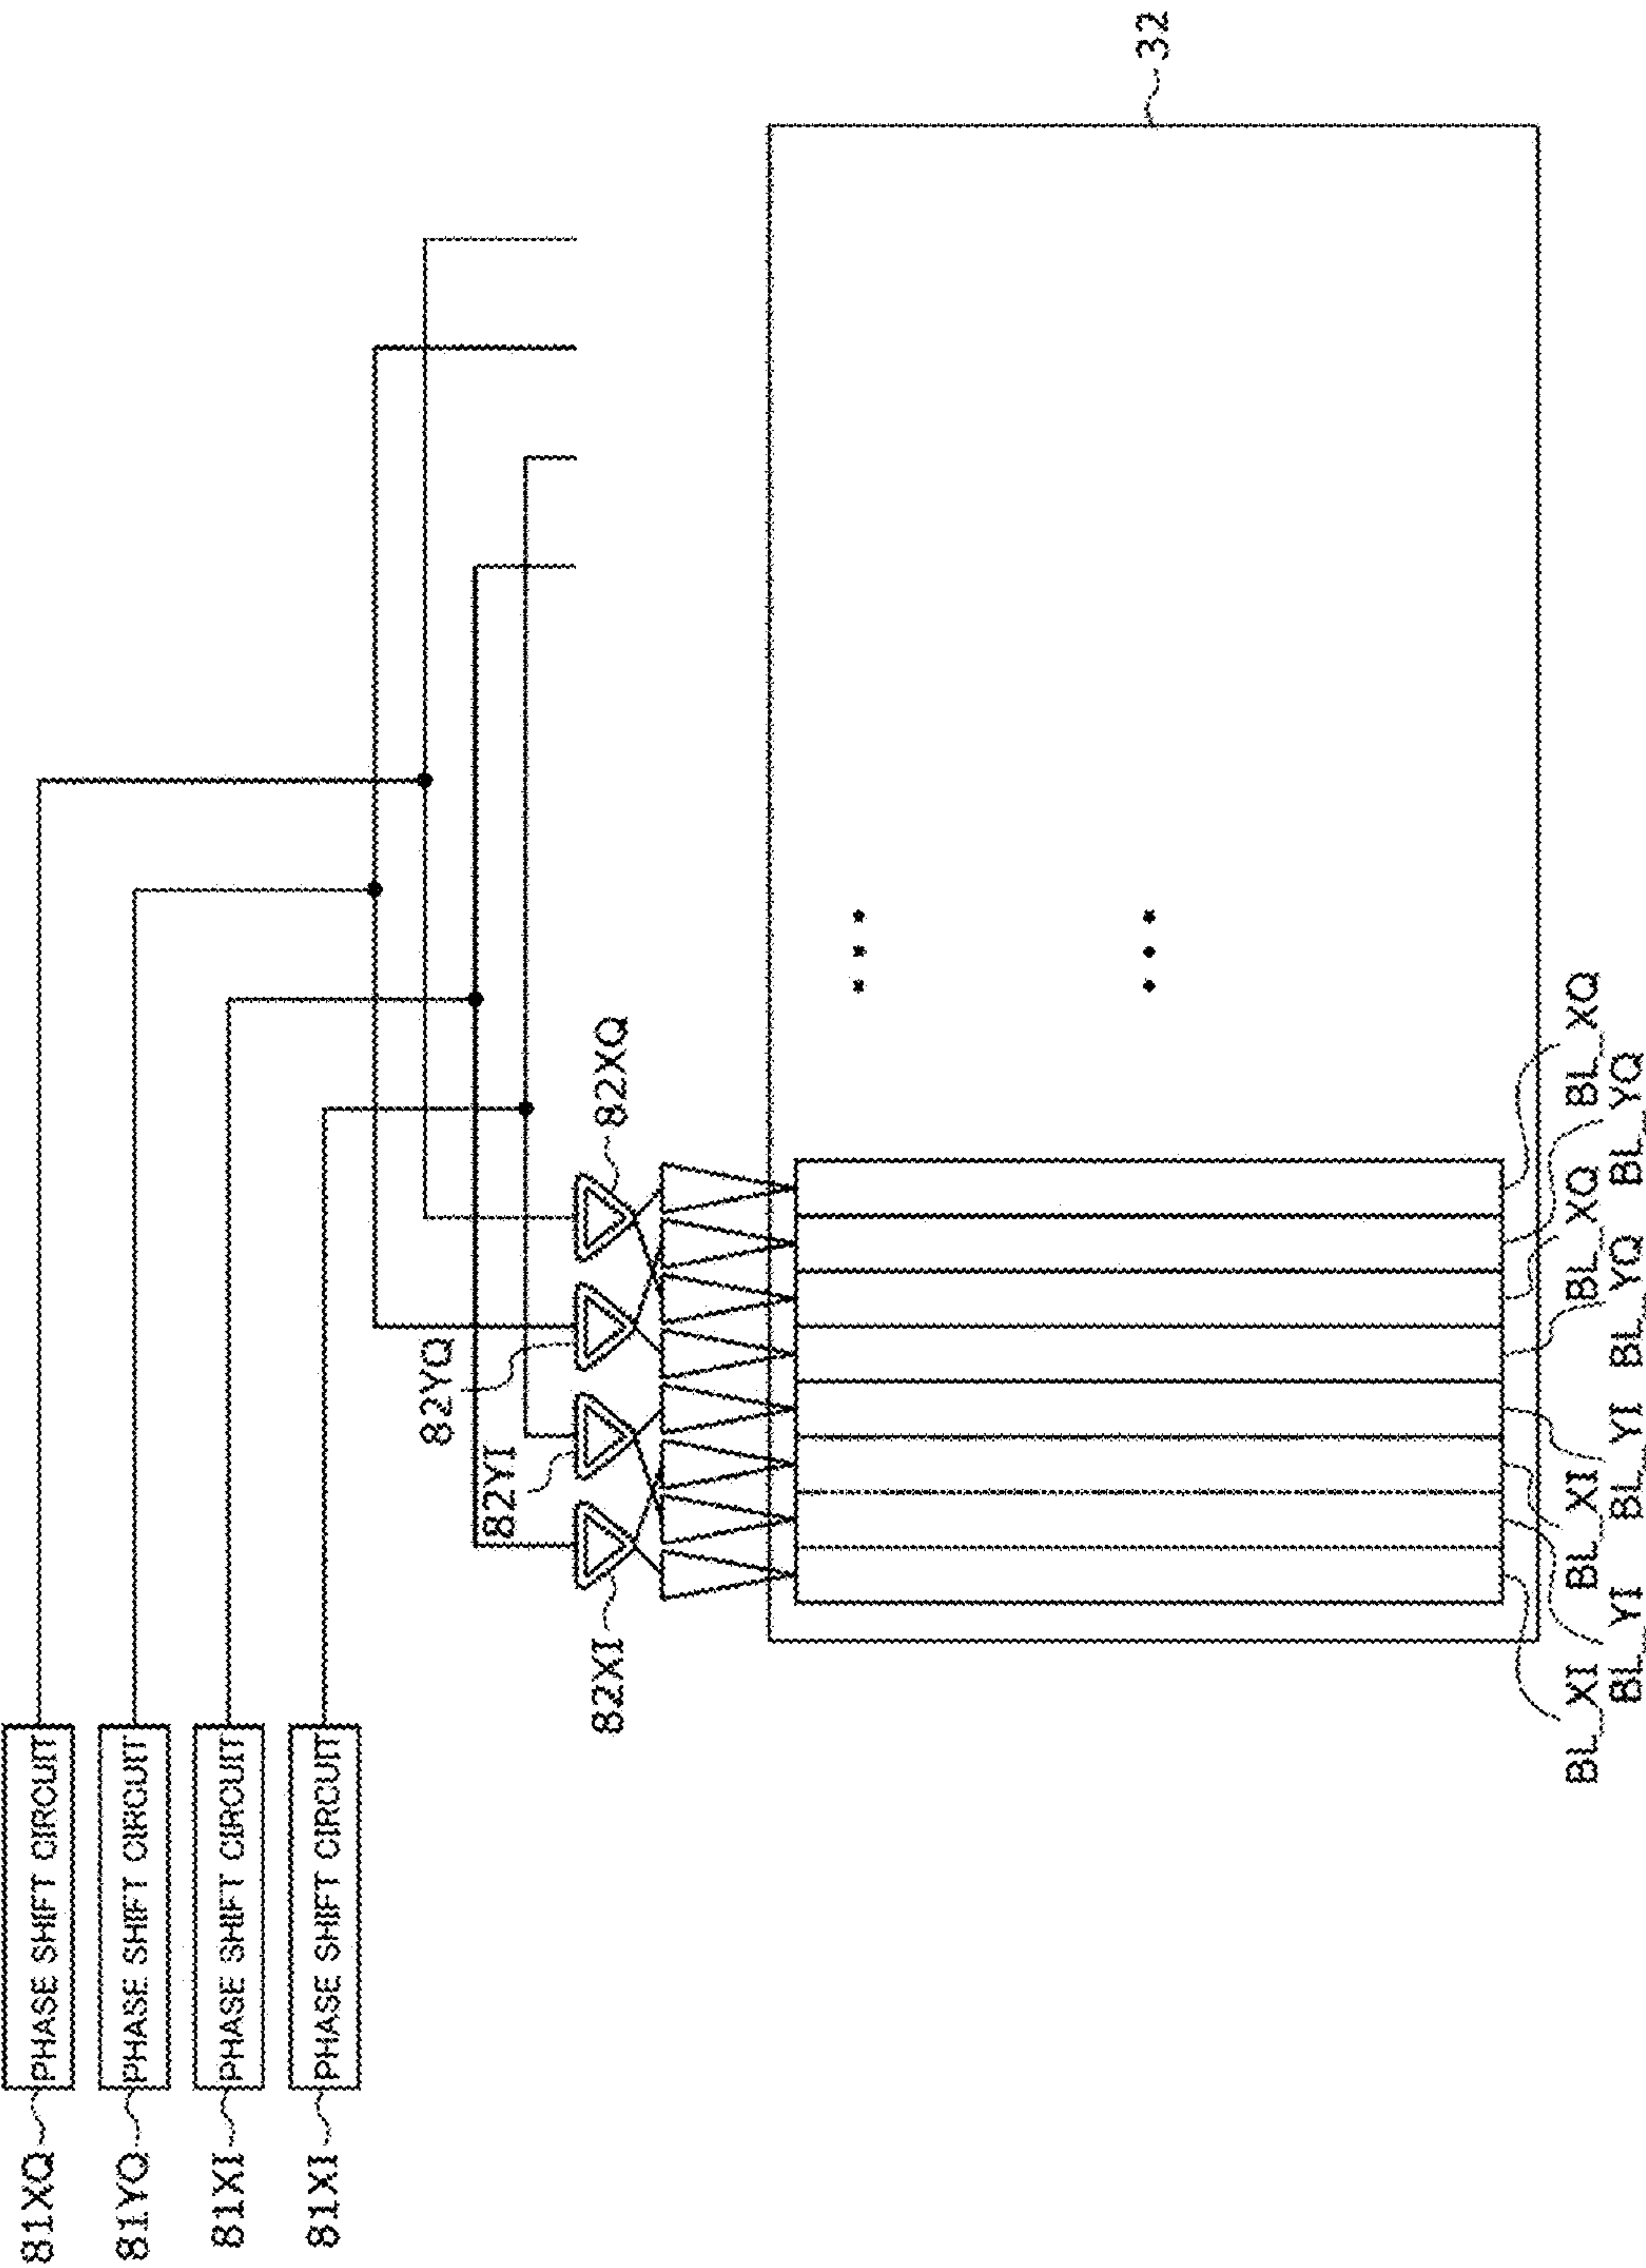 81XQ
PHASE SHIFT CIRCUIT
81YQ
PHASE SHIFT CIRCUIT
81XI
PHASE SHIFT CIRCUIT
81XI
PHASE SHIFT CIRCUIT
82YQ
82YI
82XI
82XQ
32
BL_XI
BL_XI
BL_XQ
BL_XQ
BL_YI
BL_YI
BL_YQ
BL_YQ